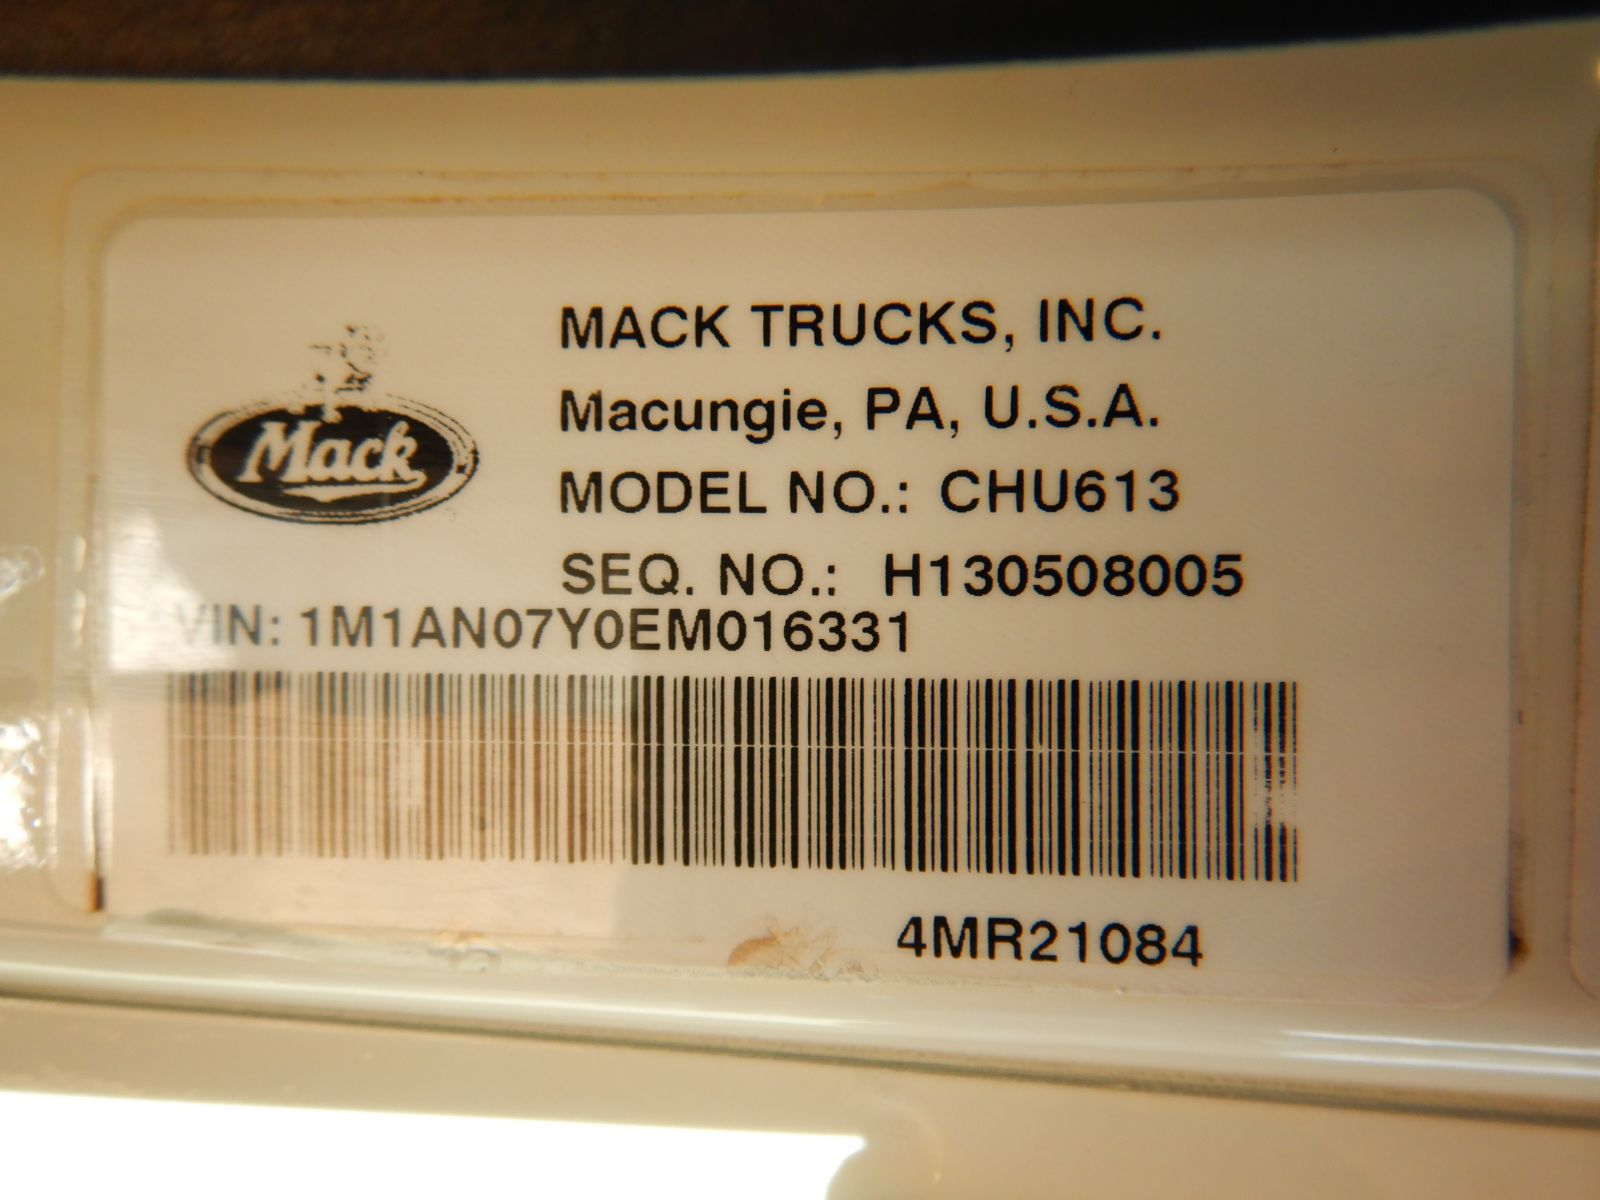 Mack
MACK TRUCKS, INC.
Macungie, PA, U.S.A.
MODEL NO.: CHU613
SEQ. NO.: H130508005
VIN: 1M1AN07Y0EM016331
4MR21084